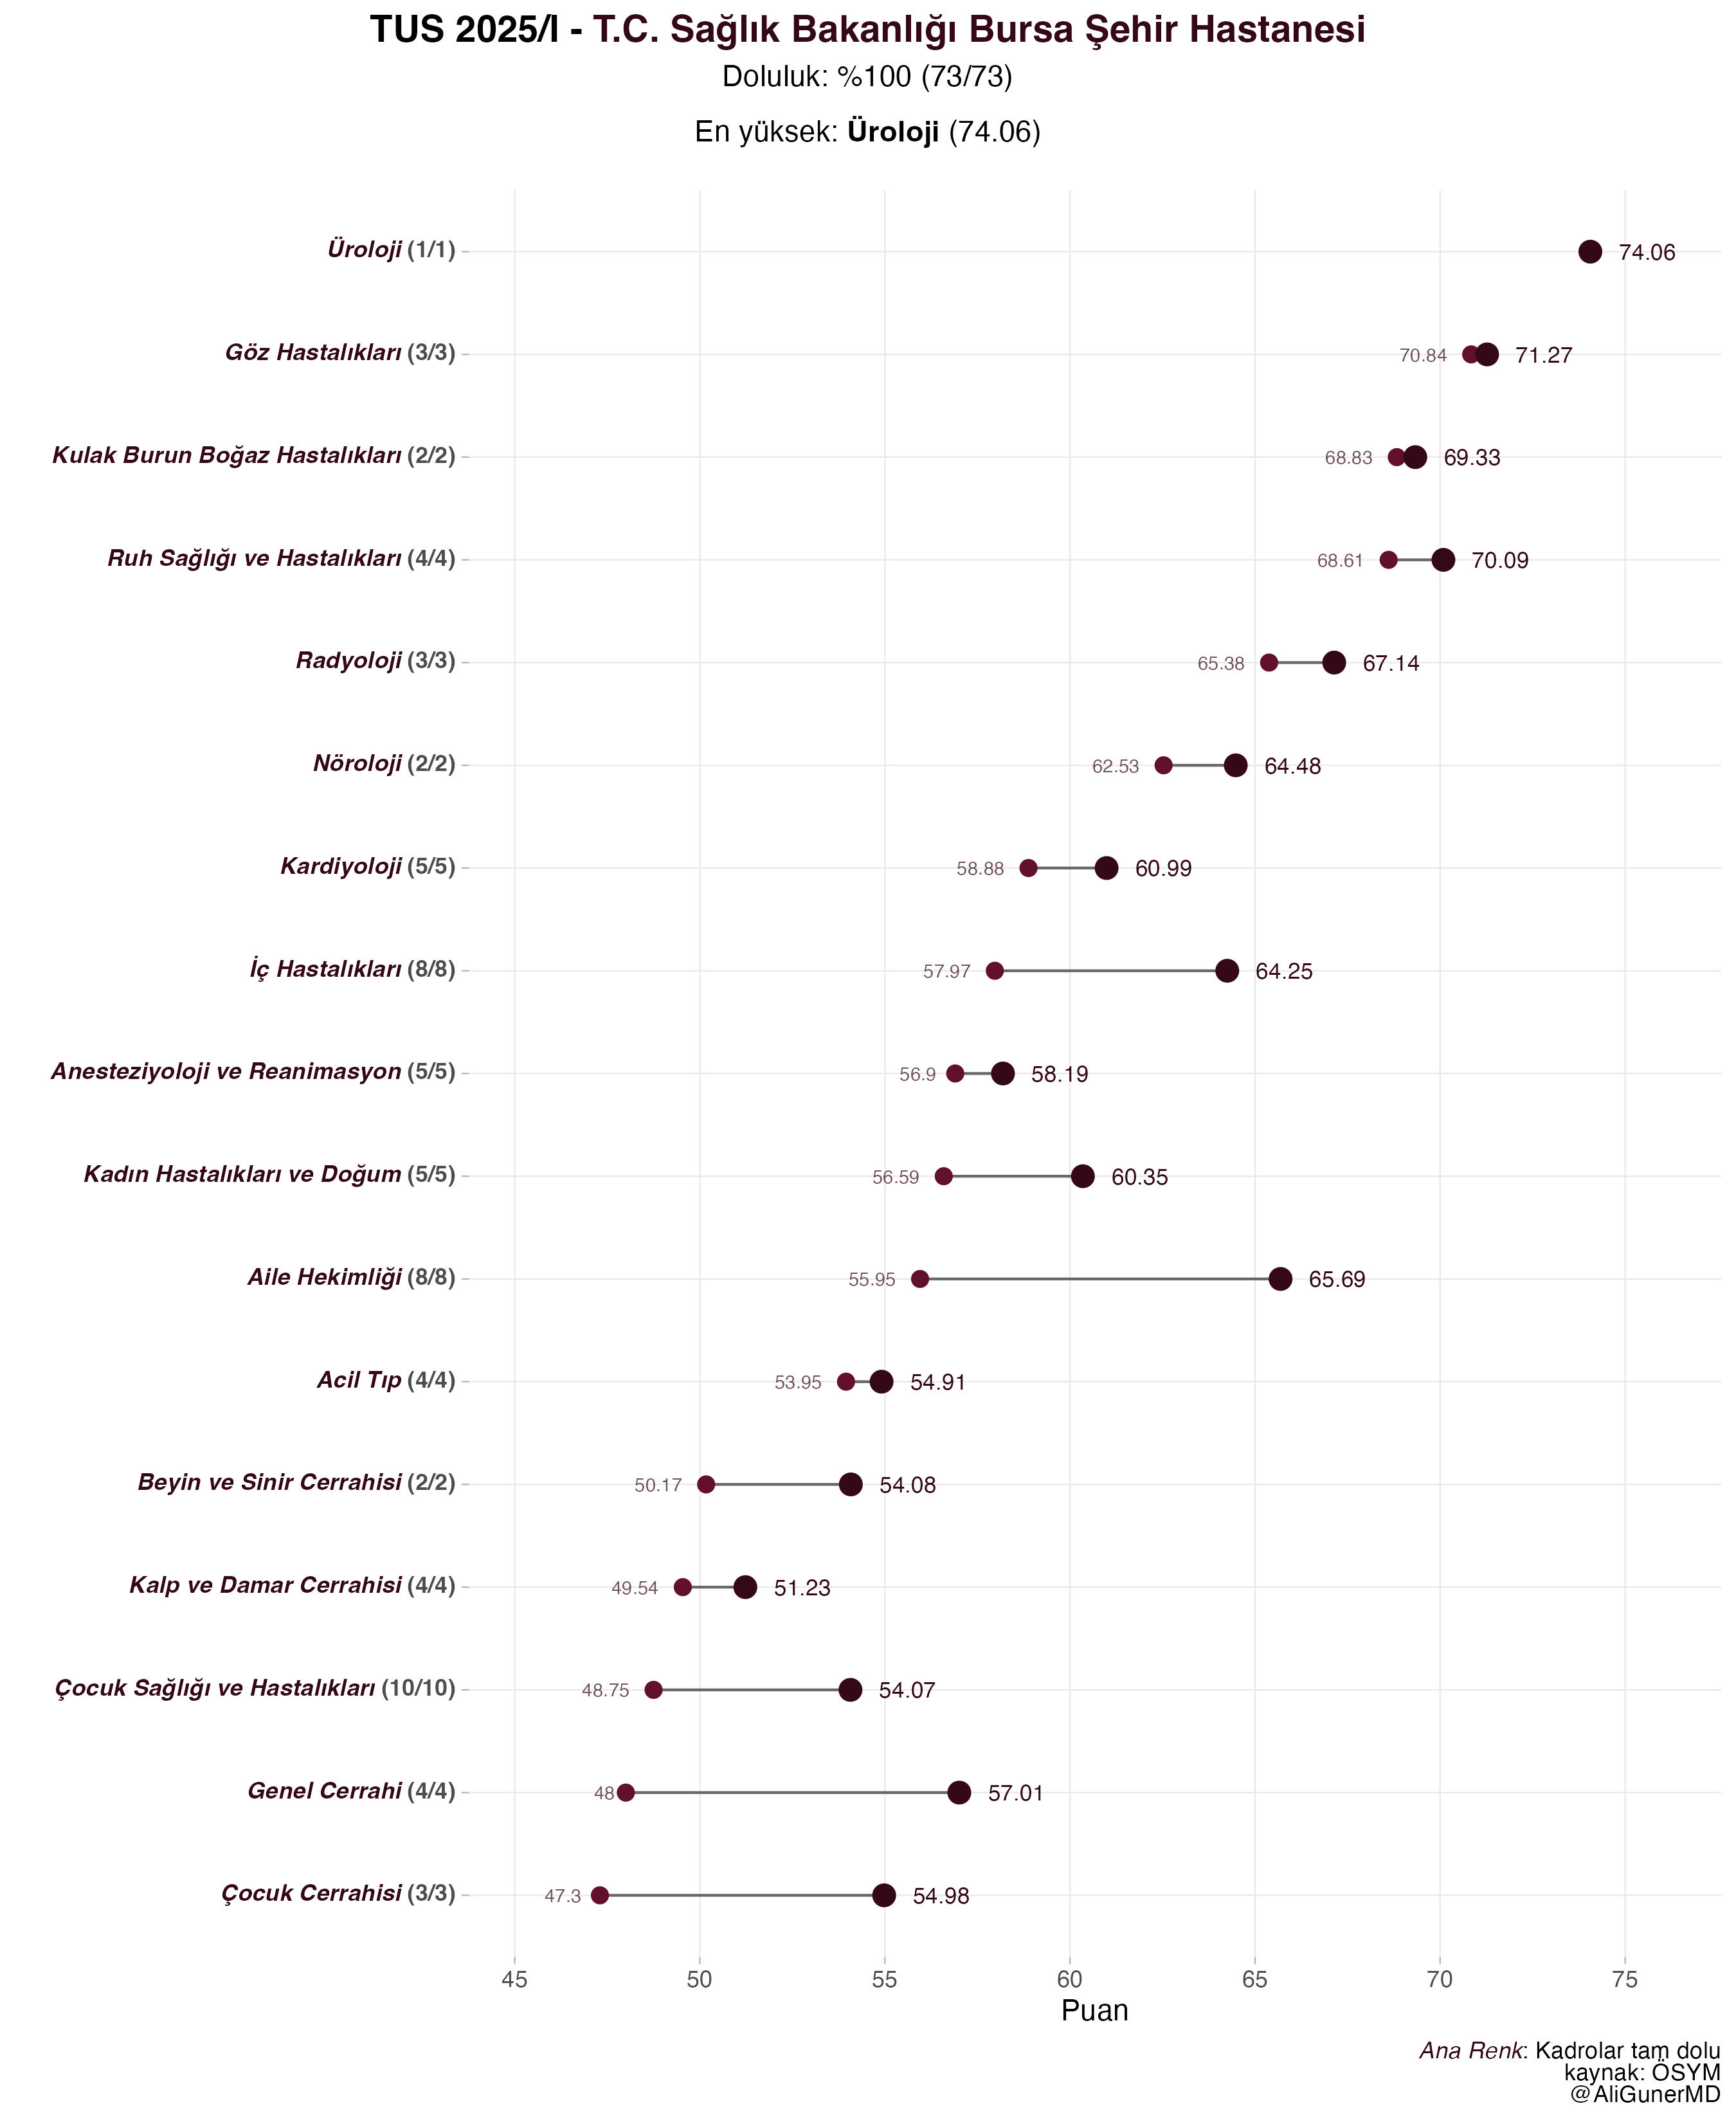 TUS 2025/I - T.C. Sağlık Bakanlığı Bursa Şehir Hastanesi
Doluluk: %100 (73/73)
En yüksek: Üroloji (74.06)
Üroloji (1/1) 74.06
Göz Hastalıkları (3/3) 70.84 71.27
Kulak Burun Boğaz Hastalıkları (2/2) 68.83 69.33
Ruh Sağlığı ve Hastalıkları (4/4) 68.61 70.09
Radyoloji (3/3) 65.38 67.14
Nöroloji (2/2) 62.53 64.48
Kardiyoloji (5/5) 58.88 60.99
İç Hastalıkları (8/8) 57.97 64.25
Anesteziyoloji ve Reanimasyon (5/5) 56.9 58.19
Kadın Hastalıkları ve Doğum (5/5) 56.59 60.35
Aile Hekimliği (8/8) 55.95 65.69
Acil Tıp (4/4) 53.95 54.91
Beyin ve Sinir Cerrahisi (2/2) 50.17 54.08
Kalp ve Damar Cerrahisi (4/4) 49.54 51.23
Çocuk Sağlığı ve Hastalıkları (10/10) 48.75 54.07
Genel Cerrahi (4/4) 48 57.01
Çocuk Cerrahisi (3/3) 47.3 54.98
45 50 55 60 65 70 75
Puan
Ana Renk: Kadrolar tam dolu
kaynak: ÖSYM
@AliGunerMD